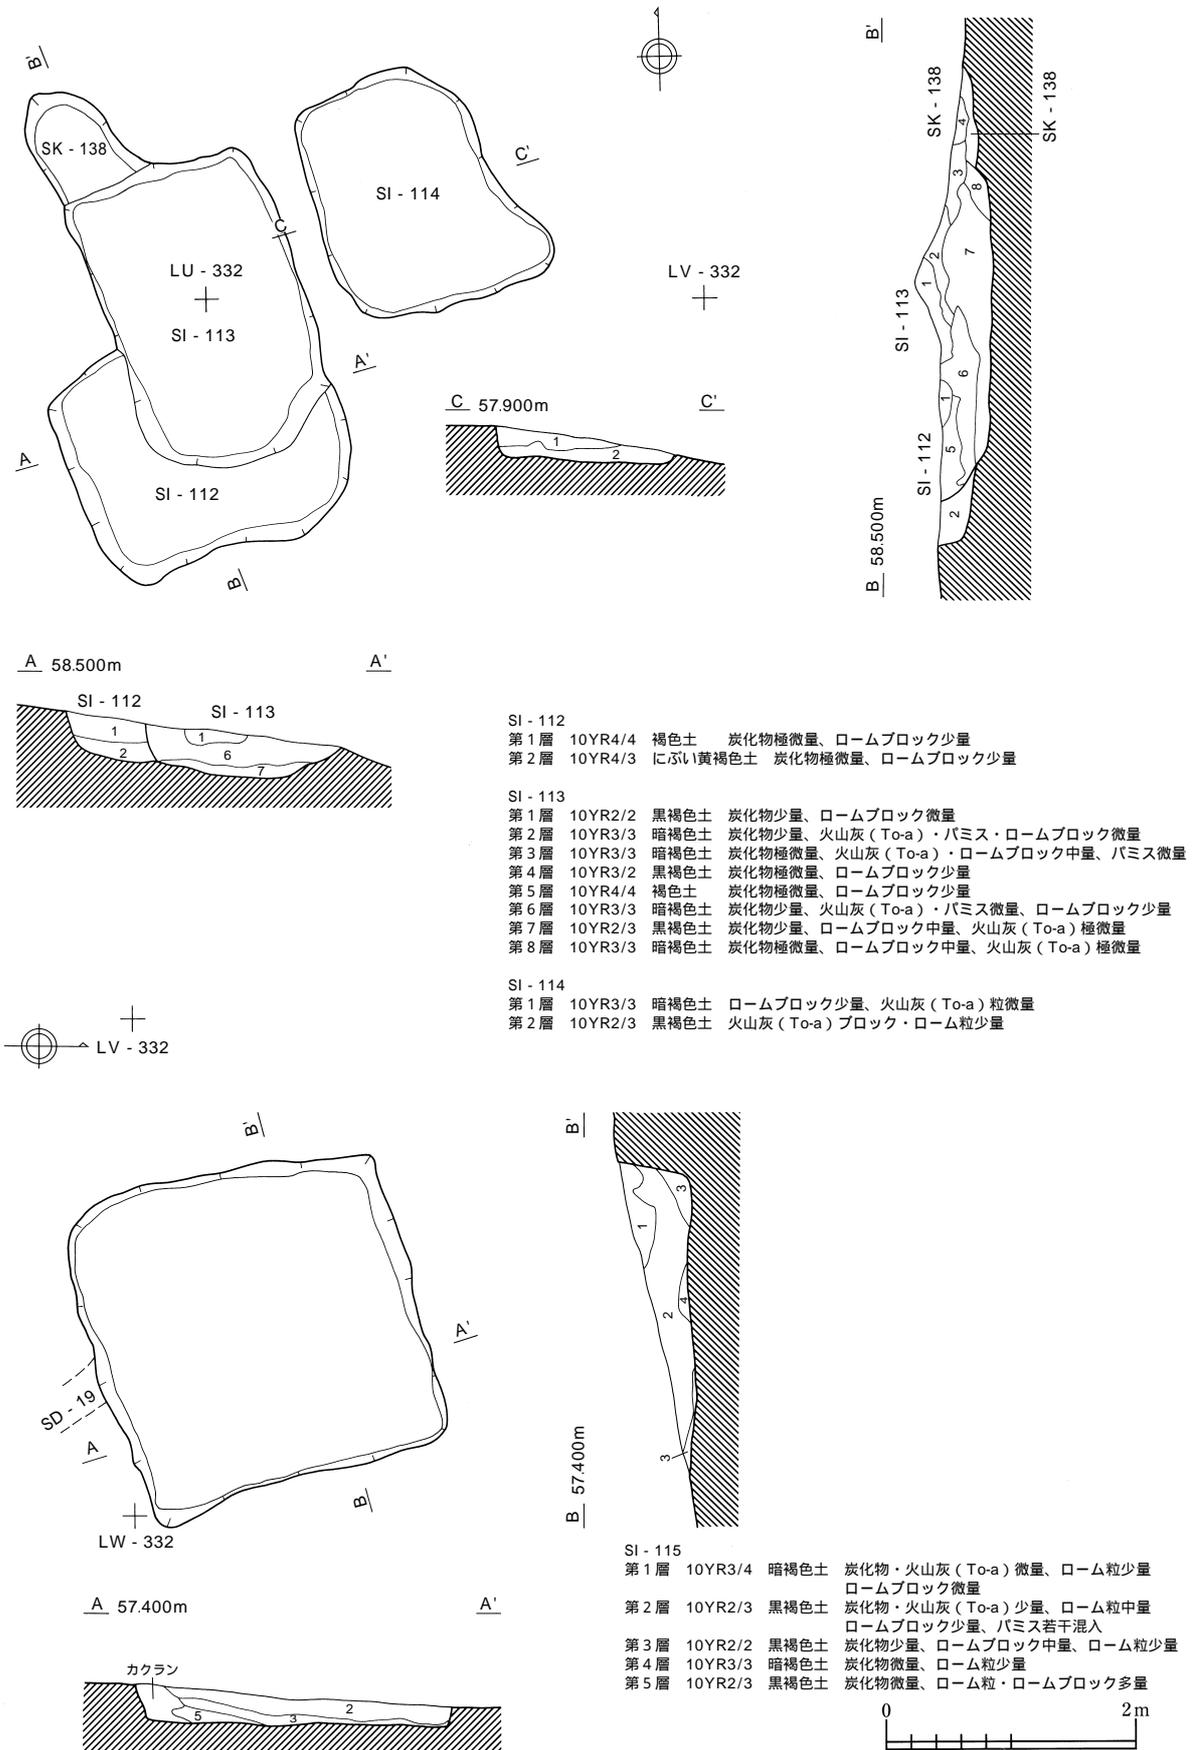 B'
SK - 138
SI - 114
C'
C
LU - 332
SI - 113
A'
LV - 332
A
SI - 112
B
C 57.900m C'
1
2
B'
SK - 138
SK - 138
4
3
8
2
7
1
SI - 113
6
1
SI - 112
5
2
B 58.500m
A 58.500m A'
SI - 112
SI - 113
1
1
2
6
7
SI - 112
第1層 10YR4/4 褐色土 炭化物極微量、ロームブロック少量
第2層 10YR4/3 にぶい黄褐色土 炭化物極微量、ロームブロック少量
SI - 113
第1層 10YR2/2 黒褐色土 炭化物少量、ロームブロック微量
第2層 10YR3/3 暗褐色土 炭化物少量、火山灰(To-a)・パミス・ロームブロック微量
第3層 10YR3/3 暗褐色土 炭化物極微量、火山灰(To-a)・ロームブロック中量、パミス微量
第4層 10YR3/2 黒褐色土 炭化物極微量、ロームブロック少量
第5層 10YR4/4 褐色土 炭化物極微量、ロームブロック少量
第6層 10YR3/3 暗褐色土 炭化物少量、火山灰(To-a)・パミス微量、ロームブロック少量
第7層 10YR2/3 黒褐色土 炭化物少量、ロームブロック中量、火山灰(To-a)極微量
第8層 10YR3/3 暗褐色土 炭化物極微量、ロームブロック中量、火山灰(To-a)極微量
SI - 114
第1層 10YR3/3 暗褐色土 ロームブロック少量、火山灰(To-a)粒微量
第2層 10YR2/3 黒褐色土 火山灰(To-a)ブロック・ローム粒少量
LV - 332
B'
A'
SD - 19
A
B
LW - 332
B'
3
1
4
2
3
B 57.400m
A 57.400m A'
カクラン
2
5
3
SI - 115
第1層 10YR3/4 暗褐色土 炭化物・火山灰(To-a)微量、ローム粒少量
ロームブロック微量
第2層 10YR2/3 黒褐色土 炭化物・火山灰(To-a)少量、ローム粒中量
ロームブロック少量、パミス若干混入
第3層 10YR2/2 黒褐色土 炭化物少量、ロームブロック中量、ローム粒少量
第4層 10YR3/3 暗褐色土 炭化物微量、ローム粒少量
第5層 10YR2/3 黒褐色土 炭化物微量、ローム粒・ロームブロック多量
0 2m